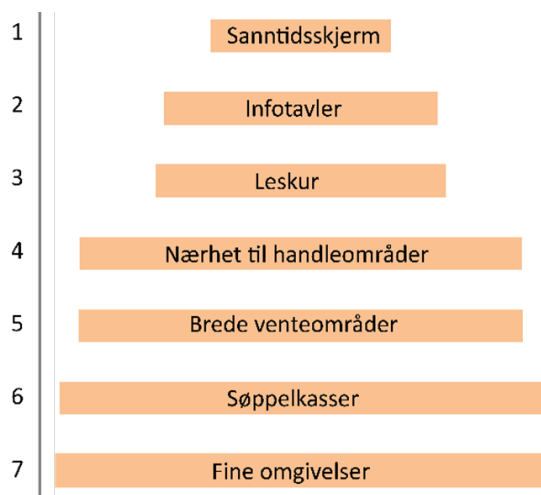 1 Sanntidsskjerm
2 Infotavler
3 Leskur
4 Nærhet til handleområder
5 Brede venteområder
6 Søppelkasser
7 Fine omgivelser